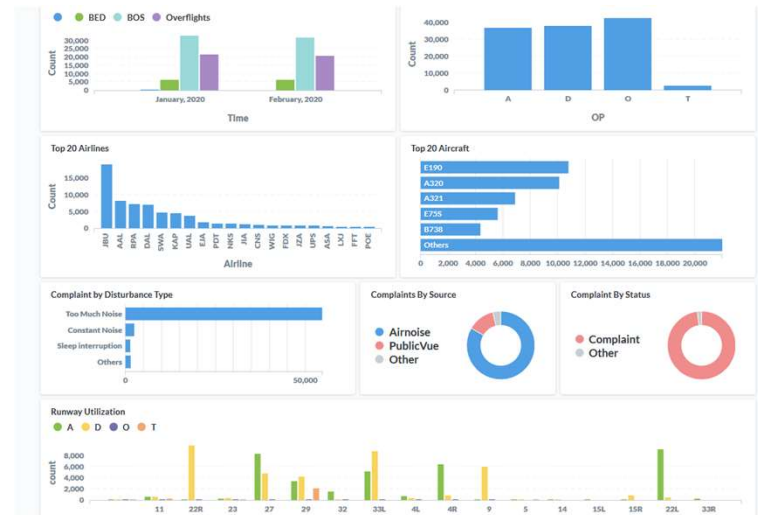 BED BOS Overflights
Count
30,000
25,000
20,000
15,000
10,000
5,000
0
January, 2020 February, 2020
Time
Count
40,000
30,000
20,000
10,000
0
A D O T
OP
Top 20 Airlines
Count
15,000
10,000
5,000
0
JBU AAL RPA DAL SWA KAP UAL EJA PDT NKS JIA CNS WIG FDX JZA UPS ASA LXJ FFT POE
Airline
Top 20 Aircraft
E190
A320
A321
E75S
B738
Others
0 2,000 4,000 6,000 8,000 10,000 12,000 14,000 16,000 18,000 20,000
Complaint by Disturbance Type
Too Much Noise
Constant Noise
Sleep interruption
Others
0 50,000
Complaints By Source
Airnoise
PublicVue
Other
Complaint By Status
Complaint
Other
Runway Utilization
A D O T
count
8,000
6,000
4,000
2,000
0
11 22R 23 27 29 32 33L 4L 4R 9 5 14 15L 15R 22L 33R